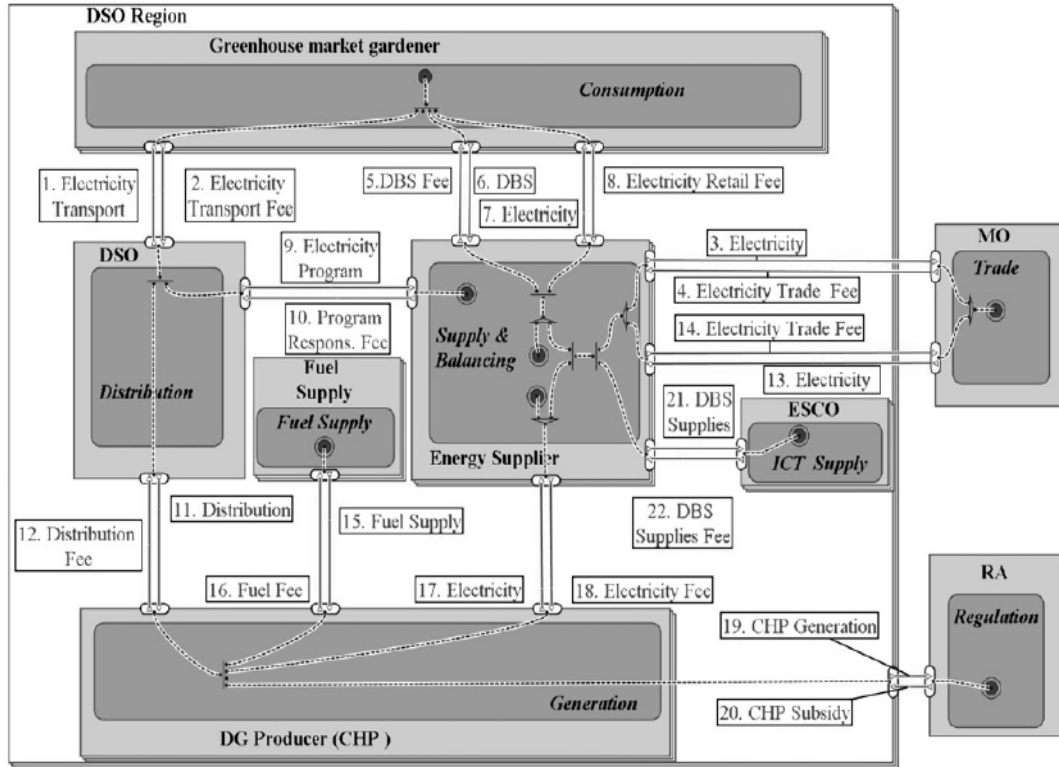 DSO Region
Greenhouse market gardener
Consumption
1. Electricity
Transport
2. Electricity
Transport Fee
5.DBS Fee
6. DBS
7. Electricity
8. Electricity Retail Fee
DSO
Distribution
9. Electricity
Program
10. Program
Respons. Fee
3. Electricity
4. Electricity Trade Fee
14. Electricity Trade Fee
13. Electricity
MO
Trade
Supply &
Balancing
Energy Supplier
Fuel
Supply
Fuel Supply
21. DBS
Supplies
ESCO
ICT Supply
22. DBS
Supplies Fee
12. Distribution
Fee
11. Distribution
15. Fuel Supply
16. Fuel Fee
17. Electricity
18. Electricity Fee
RA
Regulation
19. CHP Generation
20. CHP Subsidy
Generation
DG Producer (CHP )